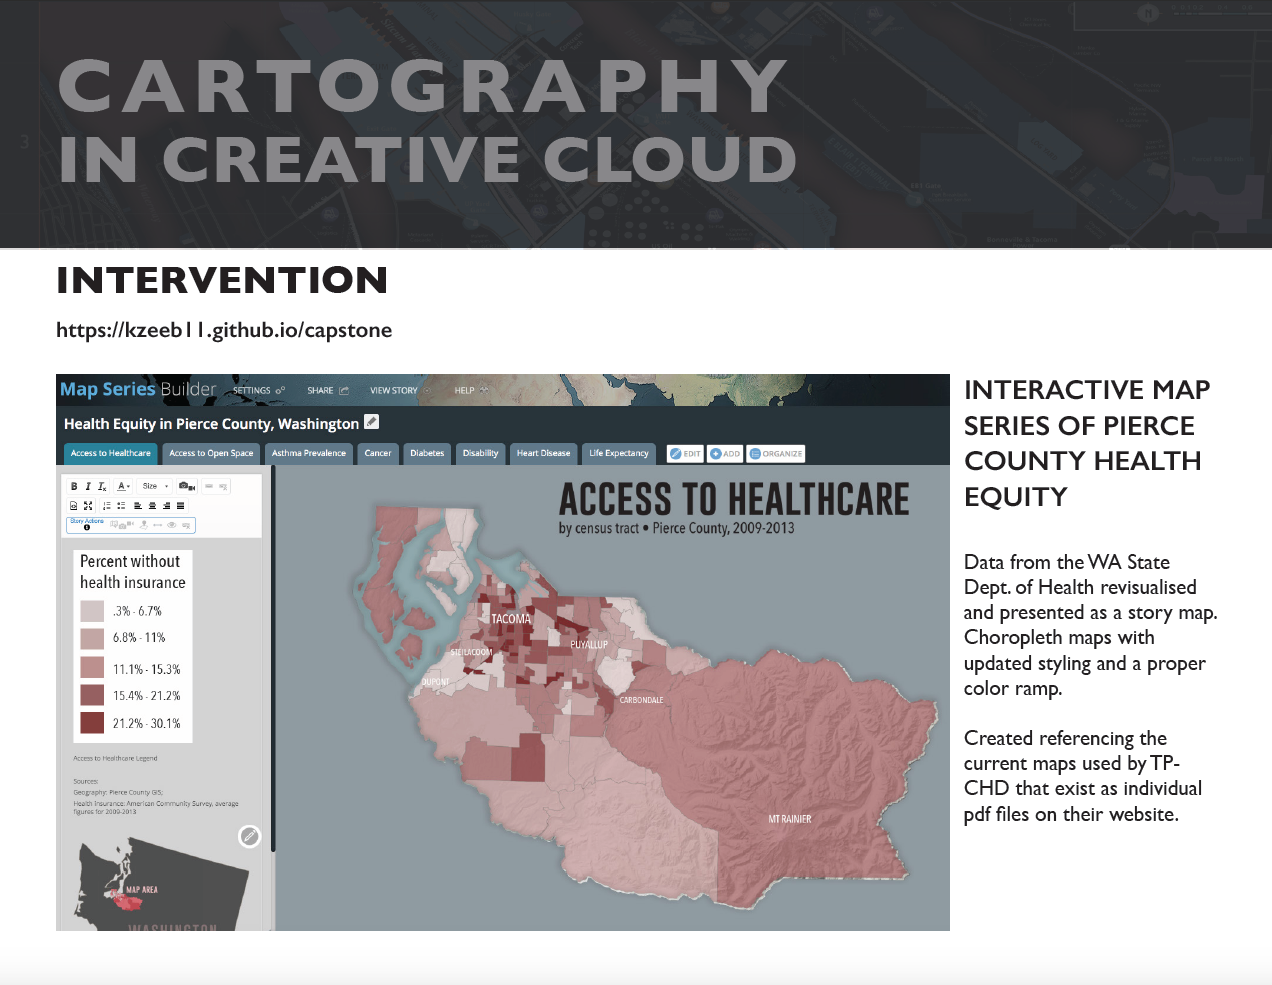 CARTOGRAPHY
IN CREATIVE CLOUD
3
INTERVENTION
https://kzeeb11.github.io/capstone
Map Series Builder
SETTINGS
SHARE
VIEW STORY
HELP
Health Equity in Pierce County, Washington
Access to Healthcare
Access to Open Space
Asthma Prevalence
Cancer
Diabetes
Disability
Heart Disease
Life Expectancy
EDIT
ADD
ORGANIZE
B I Ix A Size
Story Actions
Percent without
health insurance
.3% - 6.7%
6.8% - 11%
11.1% - 15.3%
15.4% - 21.2%
21.2% - 30.1%
Access to Healthcare Legend
Sources:
Geography: Pierce County GIS;
Health Insurance: American Community Survey, average
figures for 2009-2013
MAP AREA
WASHINGTON
ACCESS TO HEALTHCARE
by census tract • Pierce County, 2009-2013
TACOMA
PUYALLUP
STEILACOOM
DUPONT
CARBONDALE
MT RAINIER
INTERACTIVE MAP
SERIES OF PIERCE
COUNTY HEALTH
EQUITY
Data from the WA State
Dept. of Health revisualised
and presented as a story map.
Choropleth maps with
updated styling and a proper
color ramp.
Created referencing the
current maps used by TP-
CHD that exist as individual
pdf files on their website.